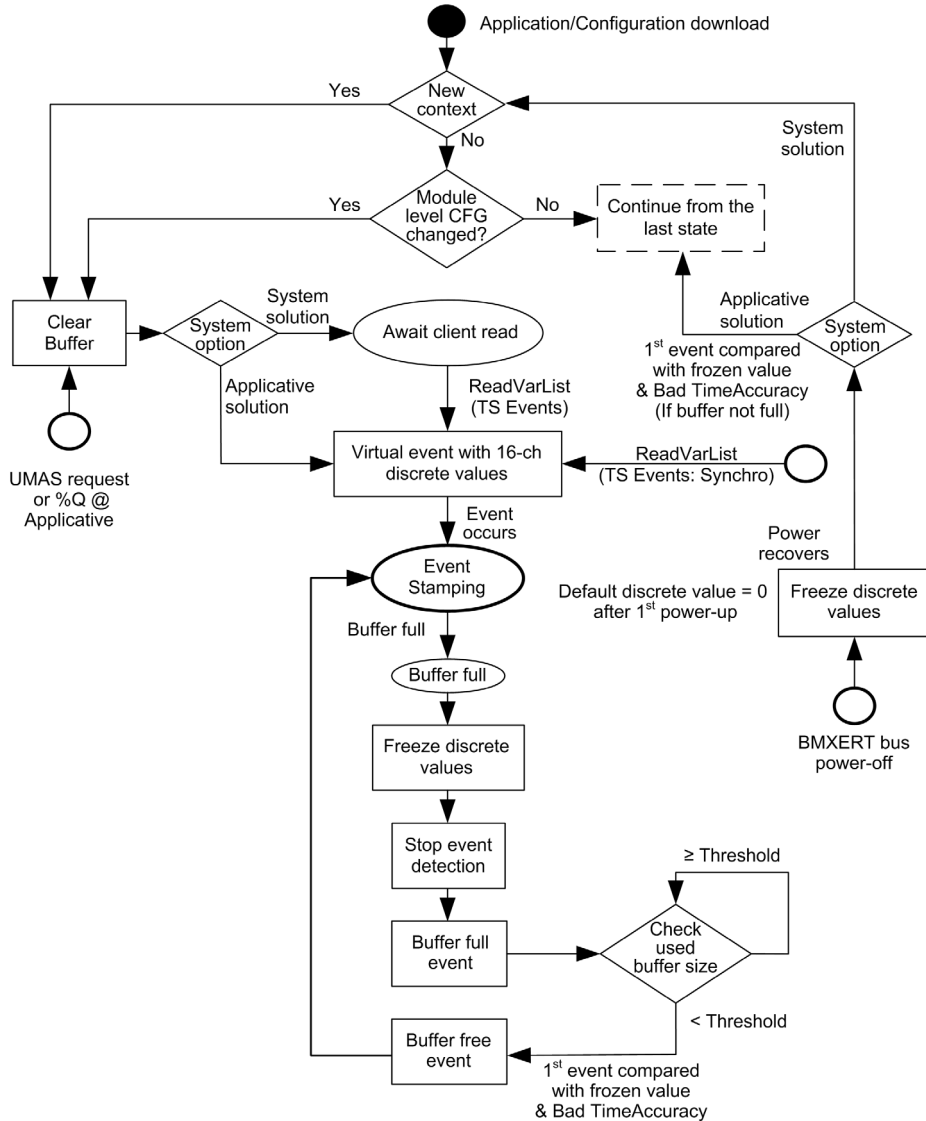 Application/Configuration download
New
context
Yes
No
System
solution
Module
level CFG
changed?
Yes
No
Continue from the
last state
Clear
Buffer
System
option
System
solution
Await client read
Applicative
solution
System
option
1st event compared
with frozen value
& Bad TimeAccuracy
(If buffer not full)
Applicative
solution
ReadVarList
(TS Events)
Virtual event with 16-ch
discrete values
ReadVarList
(TS Events: Synchro)
UMAS request
or %Q @
Applicative
Event
occurs
Event
Stamping
Power
recovers
Default discrete value = 0
after 1st power-up
Freeze discrete
values
Buffer full
Buffer full
BMXERT bus
power-off
Freeze discrete
values
Stop event
detection
≥ Threshold
Buffer full
event
Check
used
buffer size
< Threshold
Buffer free
event
1st event compared
with frozen value
& Bad TimeAccuracy